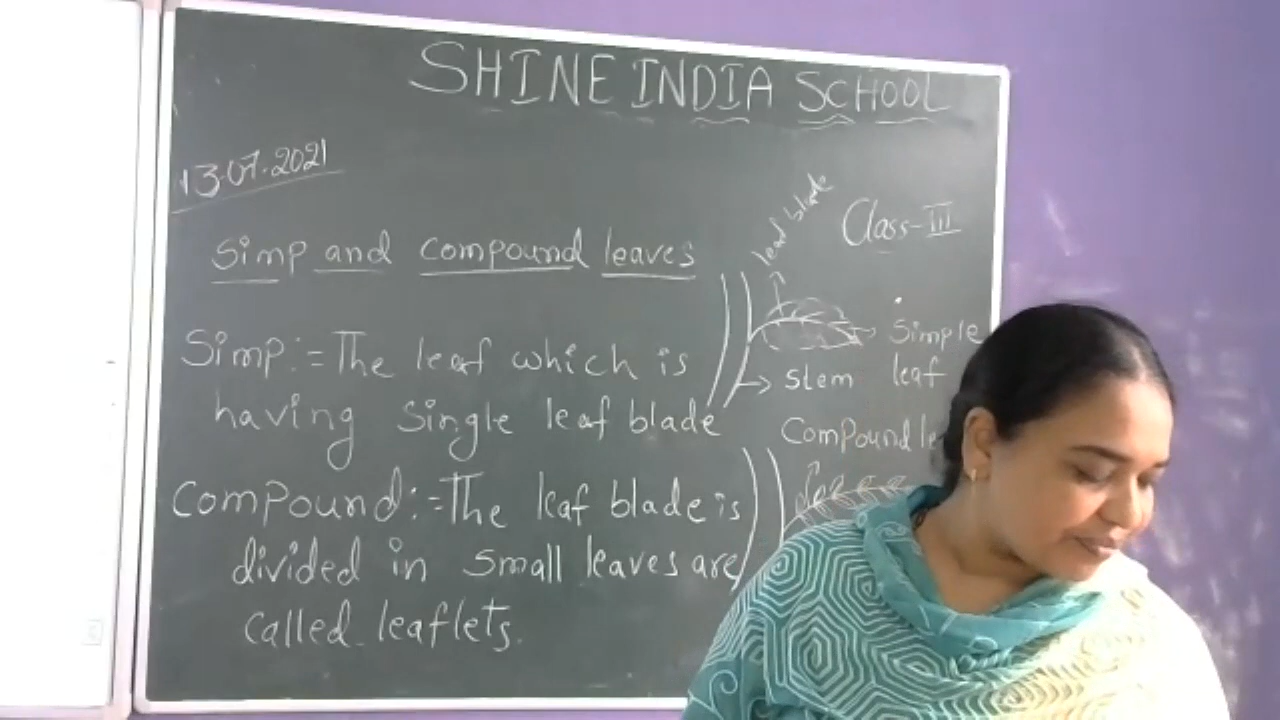 SHINE INDIA SCHOOL
13.07.2021
Class-III
Simp and compound leaves
Simp:=The leaf which is
having single leaf blade
Compound:=The leaf blade is
divided in small leaves are
called leaflets.
leaf blade
Simple
leaf
Stem
Compound le